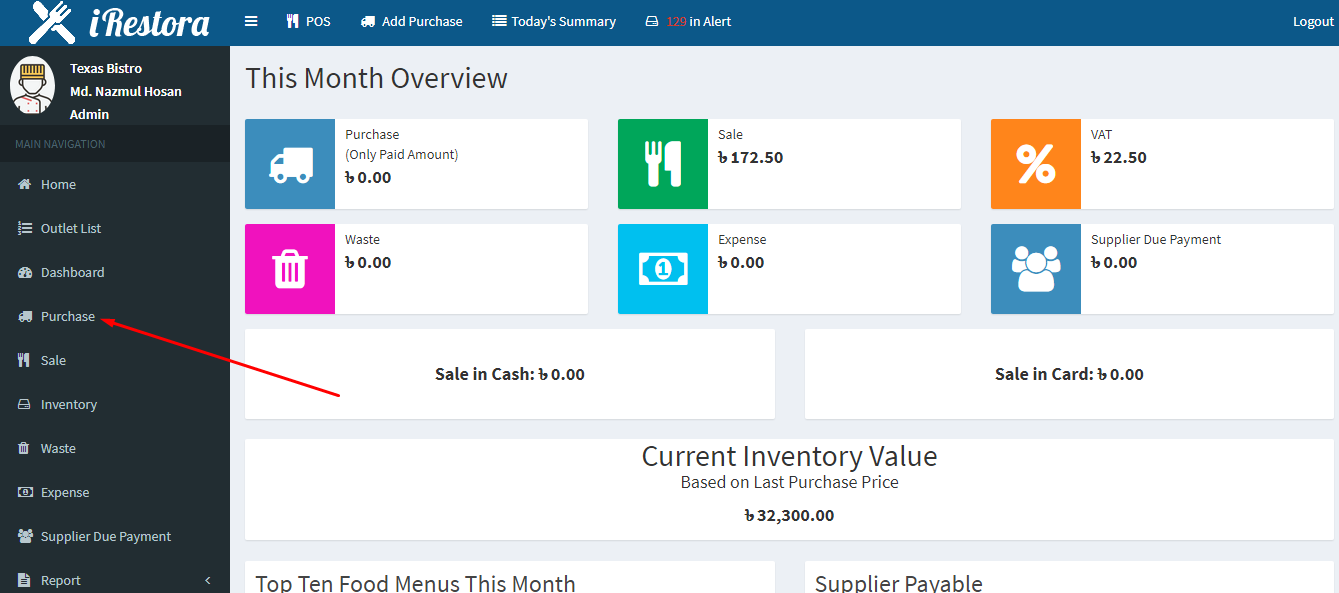 iRestora
POS
Add Purchase
Today's Summary
129 in Alert
Logout
Texas Bistro
Md. Nazmul Hosan
Admin
MAIN NAVIGATION
Home
Outlet List
Dashboard
Purchase
Sale
Inventory
Waste
Expense
Supplier Due Payment
Report
This Month Overview
Purchase
(Only Paid Amount)
৳ 0.00
Sale
৳ 172.50
VAT
৳ 22.50
Waste
৳ 0.00
Expense
৳ 0.00
Supplier Due Payment
৳ 0.00
Sale in Cash: ৳ 0.00
Sale in Card: ৳ 0.00
Current Inventory Value
Based on Last Purchase Price
৳ 32,300.00
Top Ten Food Menus This Month
Supplier Payable